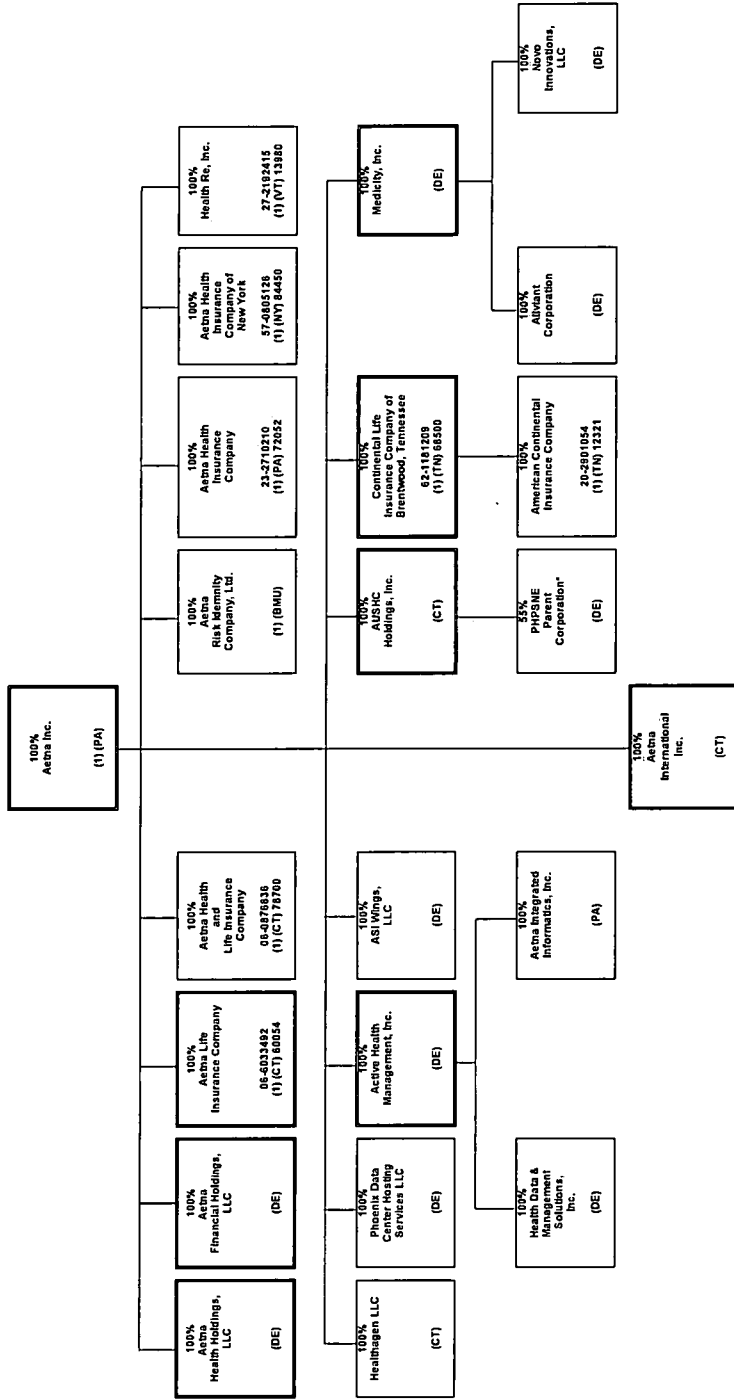 100%
Aetna Inc.
(1) (PA)
100%
Aetna
Health Holdings,
LLC
(DE)
100%
Aetna
Financial Holdings,
LLC
(DE)
100%
Aetna Life
Insurance Company
06-6033492
(1) (CT) 60054
100%
Aetna Health
and
Life Insurance
Company
06-0876836
(1) (CT) 78700
100%
Aetna
Risk Idemnity
Company, Ltd.
(1) (BMU)
100%
Aetna Health
Insurance
Company
23-2710210
(1) (PA) 72052
100%
Aetna Health
Insurance
Company of
New York
57-0805126
(1) (NY) 84450
100%
Health Re, Inc.
27-2192415
(1) (VT) 13980
100%
Healthagen LLC
(CT)
100%
Phoenix Data
Center Hosting
Services LLC
(DE)
100%
Active Health
Management, Inc.
(DE)
100%
ASI Wings,
LLC
(DE)
100%
AUSHC
Holdings, Inc.
(CT)
100%
Continental Life
Insurance Company of
Brentwood, Tennessee
62-1181209
(1) (TN) 68500
100%
Medicity, Inc.
(DE)
100%
Health Data &
Management
Solutions,
Inc.
(DE)
100%
Aetna Integrated
Informatics, Inc.
(PA)
55%
PHPSNE
Parent
Corporation*
(DE)
100%
American Continental
Insurance Company
20-2901054
(1) (TN) 12321
100%
Allviant
Corporation
(DE)
100%
Novo
Innovations,
LLC
(DE)
100%
Aetna
International
Inc.
(CT)